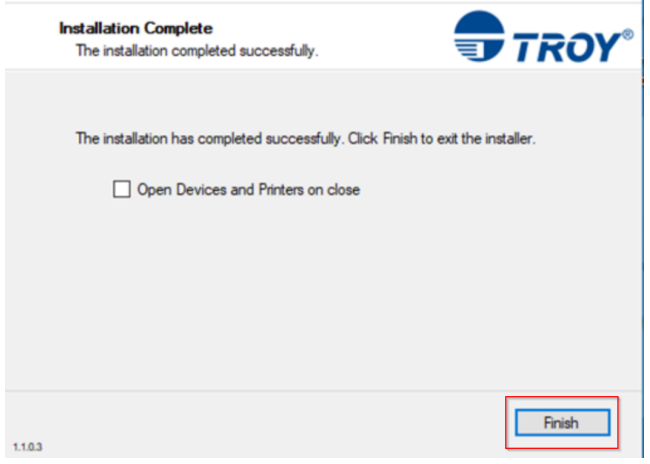 Installation Complete
The installation completed successfully.
TROY®
The installation has completed successfully. Click Finish to exit the installer.
Open Devices and Printers on close
Finish
1.1.0.3